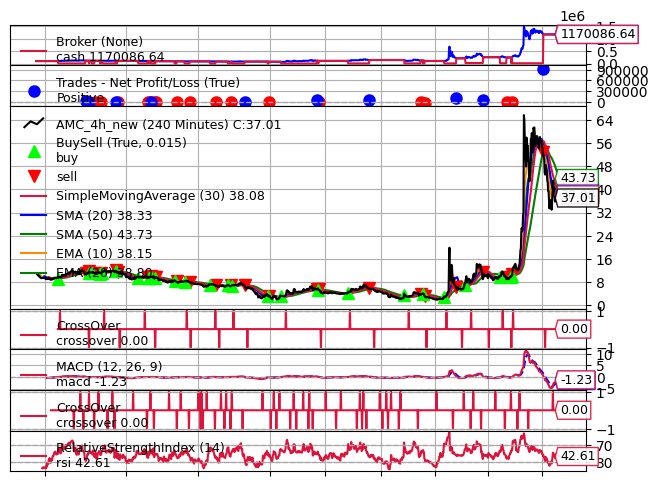 1e6
1.5
Broker (None)
cash 1170086.64
1170086.64
0.5
0.0
Trades - Net Profit/Loss (True)
Positive
900000
600000
300000
0
AMC_4h_new (240 Minutes) C:37.01
BuySell (True, 0.015)
buy
sell
SimpleMovingAverage (30) 38.08
SMA (20) 38.33
SMA (50) 43.73
EMA (10) 38.15
64
56
48
43.73
40
37.01
32
24
16
8
0
CrossOver
crossover 0.00
1
0.00
−1
MACD (12, 26, 9)
macd -1.23
10
5
0
-1.23
−5
CrossOver
crossover 0.00
1
0.00
−1
RelativeStrengthIndex (14)
rsi 42.61
70
42.61
30